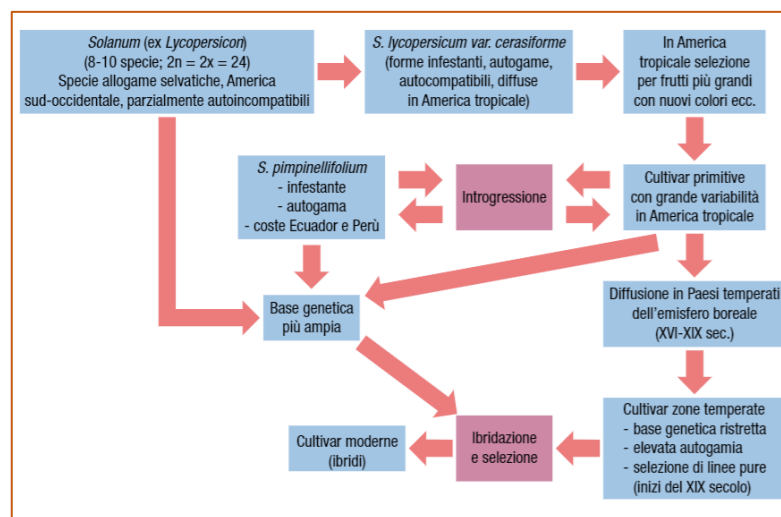 Solanum (ex Lycopersicon)
(8-10 specie; 2n = 2x = 24)
Specie allogame selvatiche, America
sud-occidentale, parzialmente autoincompatibili
S. lycopersicum var. cerasiforme
(forme infestanti, autogame,
autocompatibili, diffuse
in America tropicale)
In America
tropicale selezione
per frutti più grandi
con nuovi colori ecc.
S. pimpinellifolium
- infestante
- autogama
- coste Ecuador e Perù
Introgressione
Cultivar primitive
con grande variabilità
in America tropicale
Base genetica
più ampia
Diffusione in Paesi temperati
dell'emisfero boreale
(XVI-XIX sec.)
Cultivar moderne
(ibridi)
Ibridazione
e selezione
Cultivar zone temperate
- base genetica ristretta
- elevata autogamia
- selezione di linee pure
(inizi del XIX secolo)